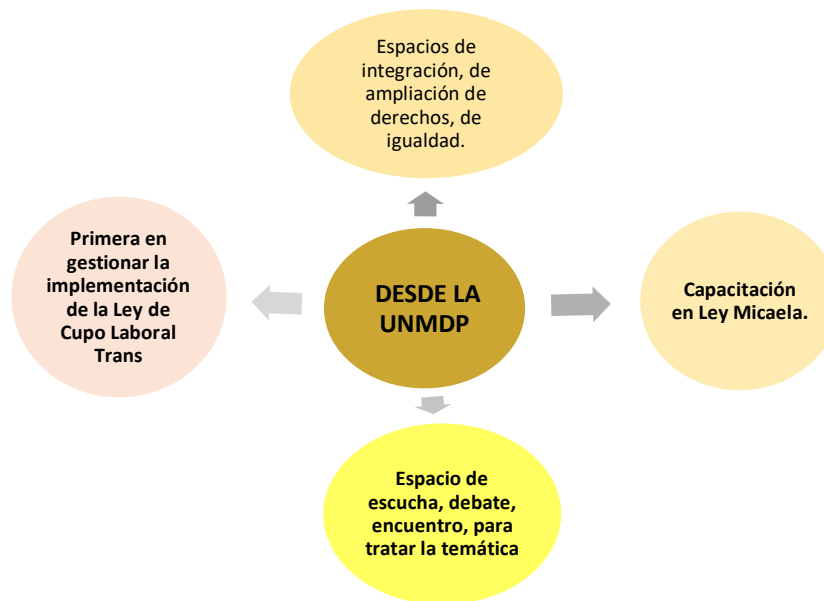 Espacios de
integración, de
ampliación de
derechos, de
igualdad.
Primera en
gestionar la
implementación
de la Ley de
Cupo Laboral
Trans
DESDE LA
UNMDP
Capacitación
en Ley Micaela.
Espacio de
escucha, debate,
encuentro, para
tratar la temática